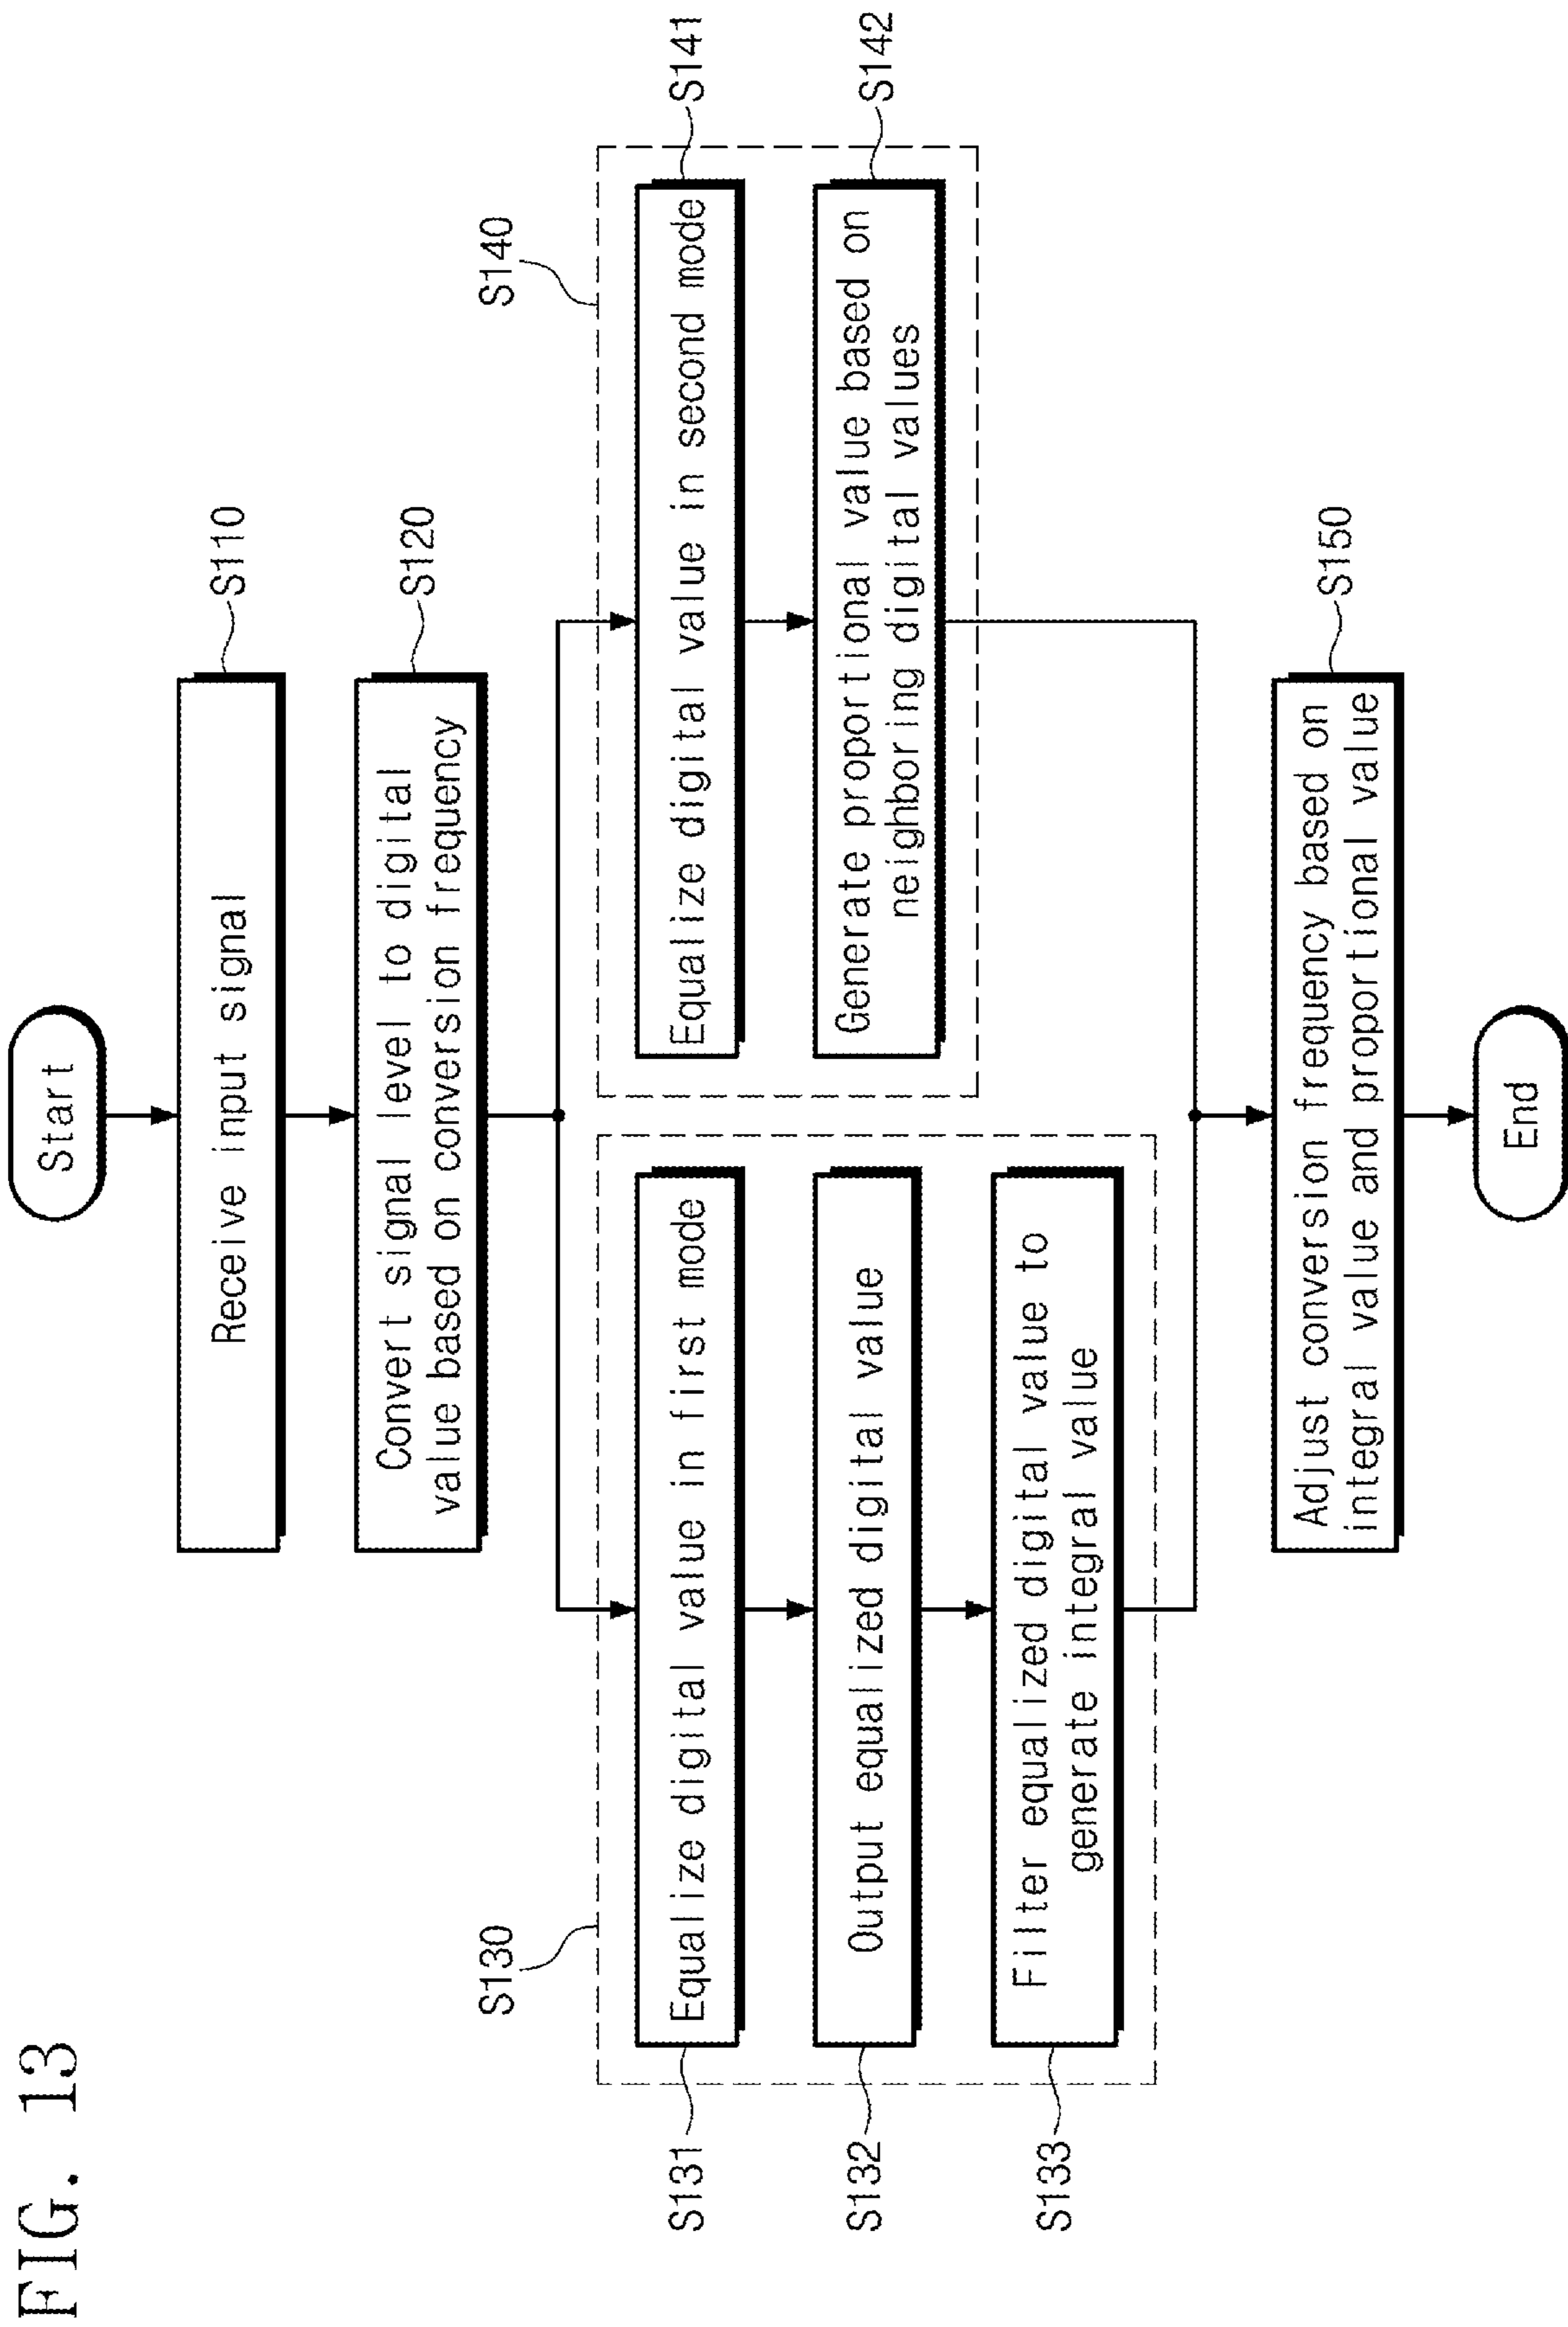 FIG. 13
Start
Receive input signal
S110
Convert signal level to digital
value based on conversion frequency
S120
S130
S131
Equalize digital value in first mode
S132
Output equalized digital value
S133
Filter equalized digital value to
generate integral value
S140
Equalize digital value in second mode
S141
Generate proportional value based on
neighboring digital values
S142
Adjust conversion frequency based on
integral value and proportional value
S150
End